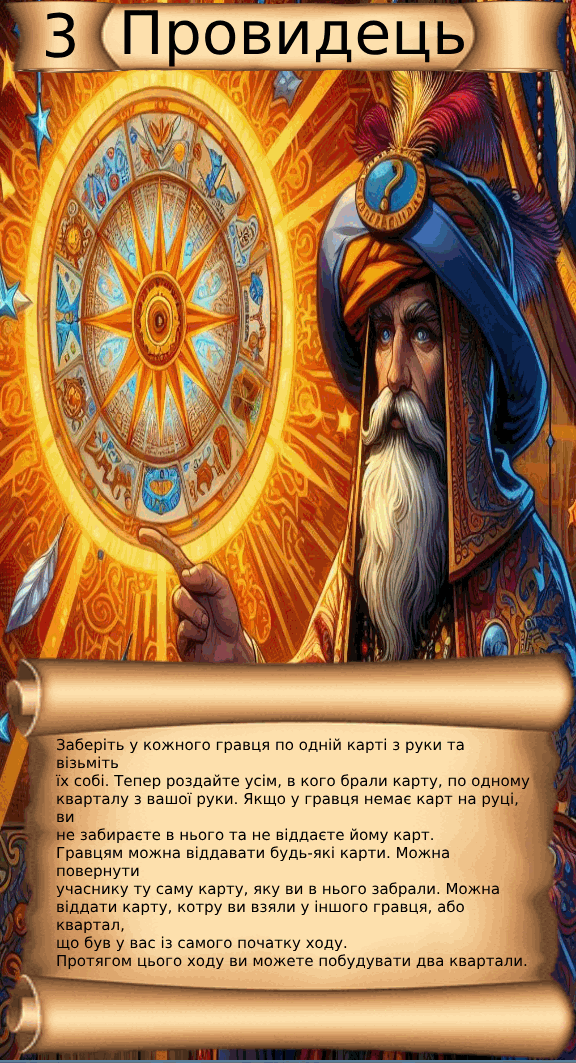 3 Провидець
Заберіть у кожного гравця по одній карті з руки та
візьміть
їх собі. Тепер роздайте усім, в кого брали карту, по одному
кварталу з вашої руки. Якщо у гравця немає карт на руці,
ви
не забираєте в нього та не віддаєте йому карт.
Гравцям можна віддавати будь-які карти. Можна
повернути
учаснику ту саму карту, яку ви в нього забрали. Можна
віддати карту, котру ви взяли у іншого гравця, або
квартал,
що був у вас із самого початку ходу.
Протягом цього ходу ви можете побудувати два квартали.